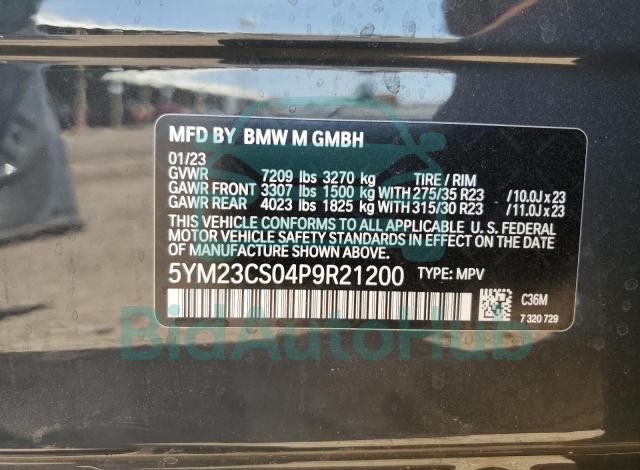 MFD BY BMW M GMBH
01/23
GVWR 7209 lbs 3270 kg TIRE / RIM
GAWR FRONT 3307 lbs 1500 kg WITH 275/35 R23 /10.0J x 23
GAWR REAR 4023 lbs 1825 kg WITH 315/30 R23 /11.0J x 23
THIS VEHICLE CONFORMS TO ALL APPLICABLE U. S. FEDERAL
MOTOR VEHICLE SAFETY STANDARDS IN EFFECT ON THE DATE
OF MANUFACTURE SHOWN ABOVE.
5YM23CS04P9R21200 TYPE: MPV
C36M
7 320 729
BidAutoHub